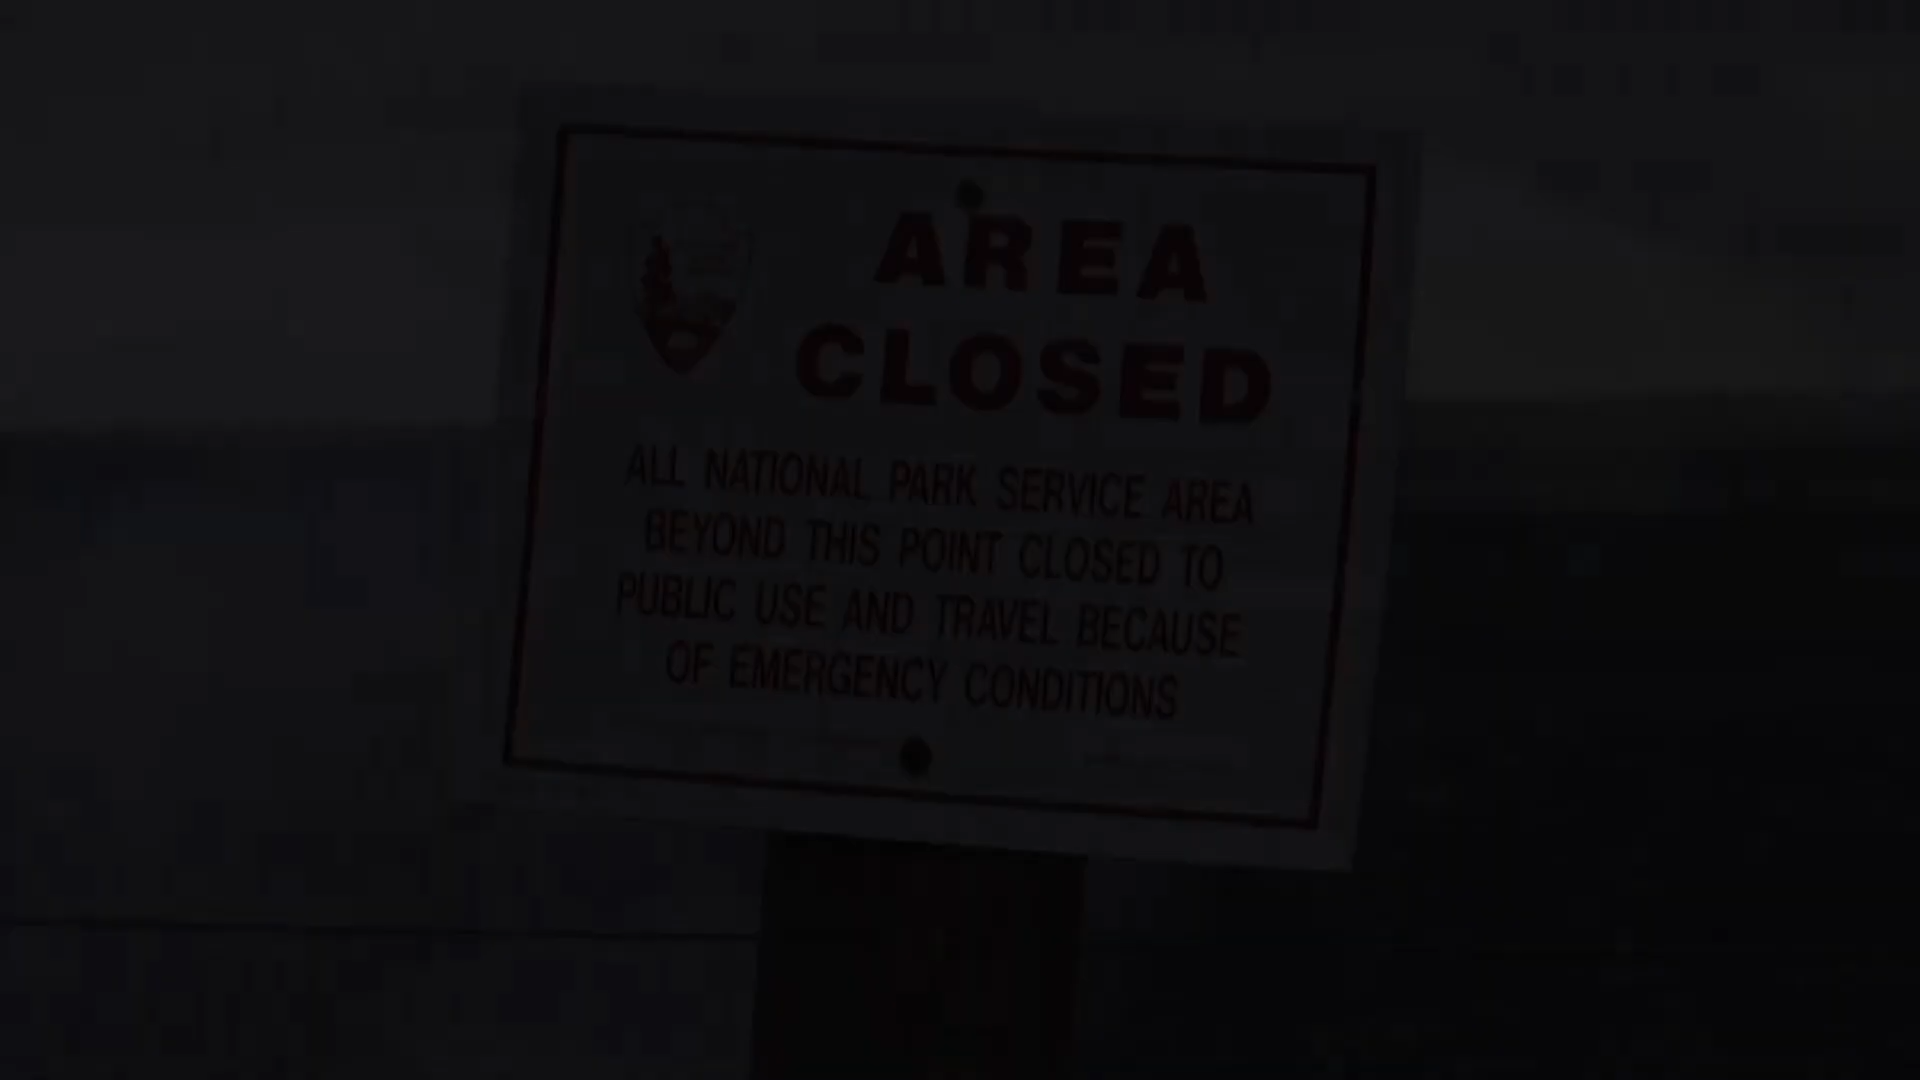 AREA
CLOSED
ALL NATIONAL PARK SERVICE AREA
BEYOND THIS POINT CLOSED TO
PUBLIC USE AND TRAVEL BECAUSE
OF EMERGENCY CONDITIONS